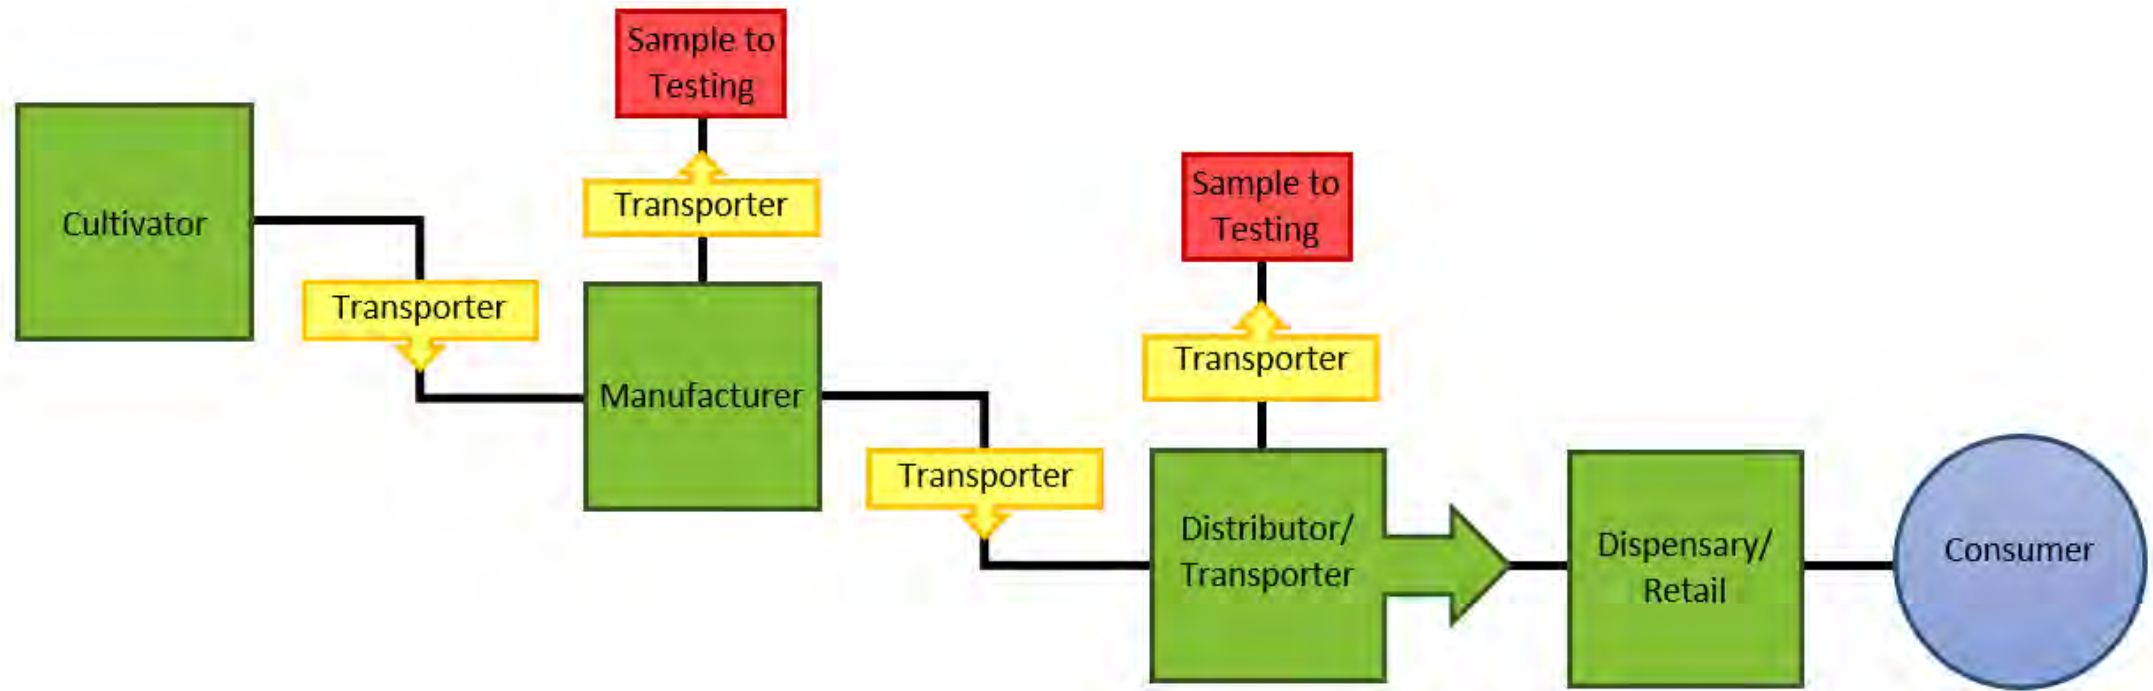 Sample to
Testing
Cultivator
Transporter
Transporter
Manufacturer
Sample to
Testing
Transporter
Transporter
Distributor/
Transporter
Dispensary/
Retail
Consumer